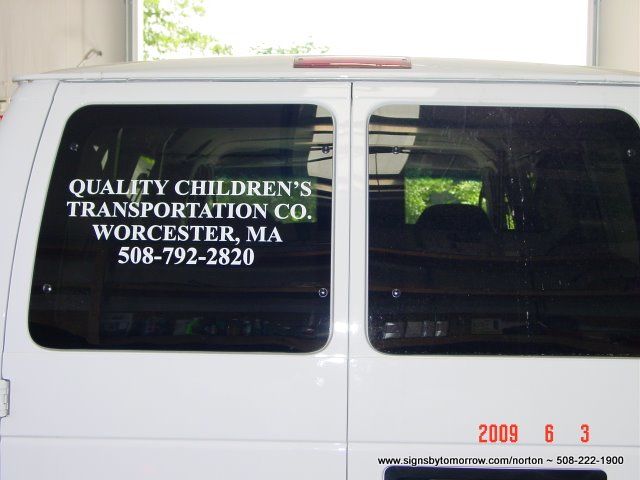 QUALITY CHILDREN'S
TRANSPORTATION CO.
WORCESTER, MA
508-792-2820
2009 6 3
www.signsbytomorrow.com/norton ~ 508-222-1900